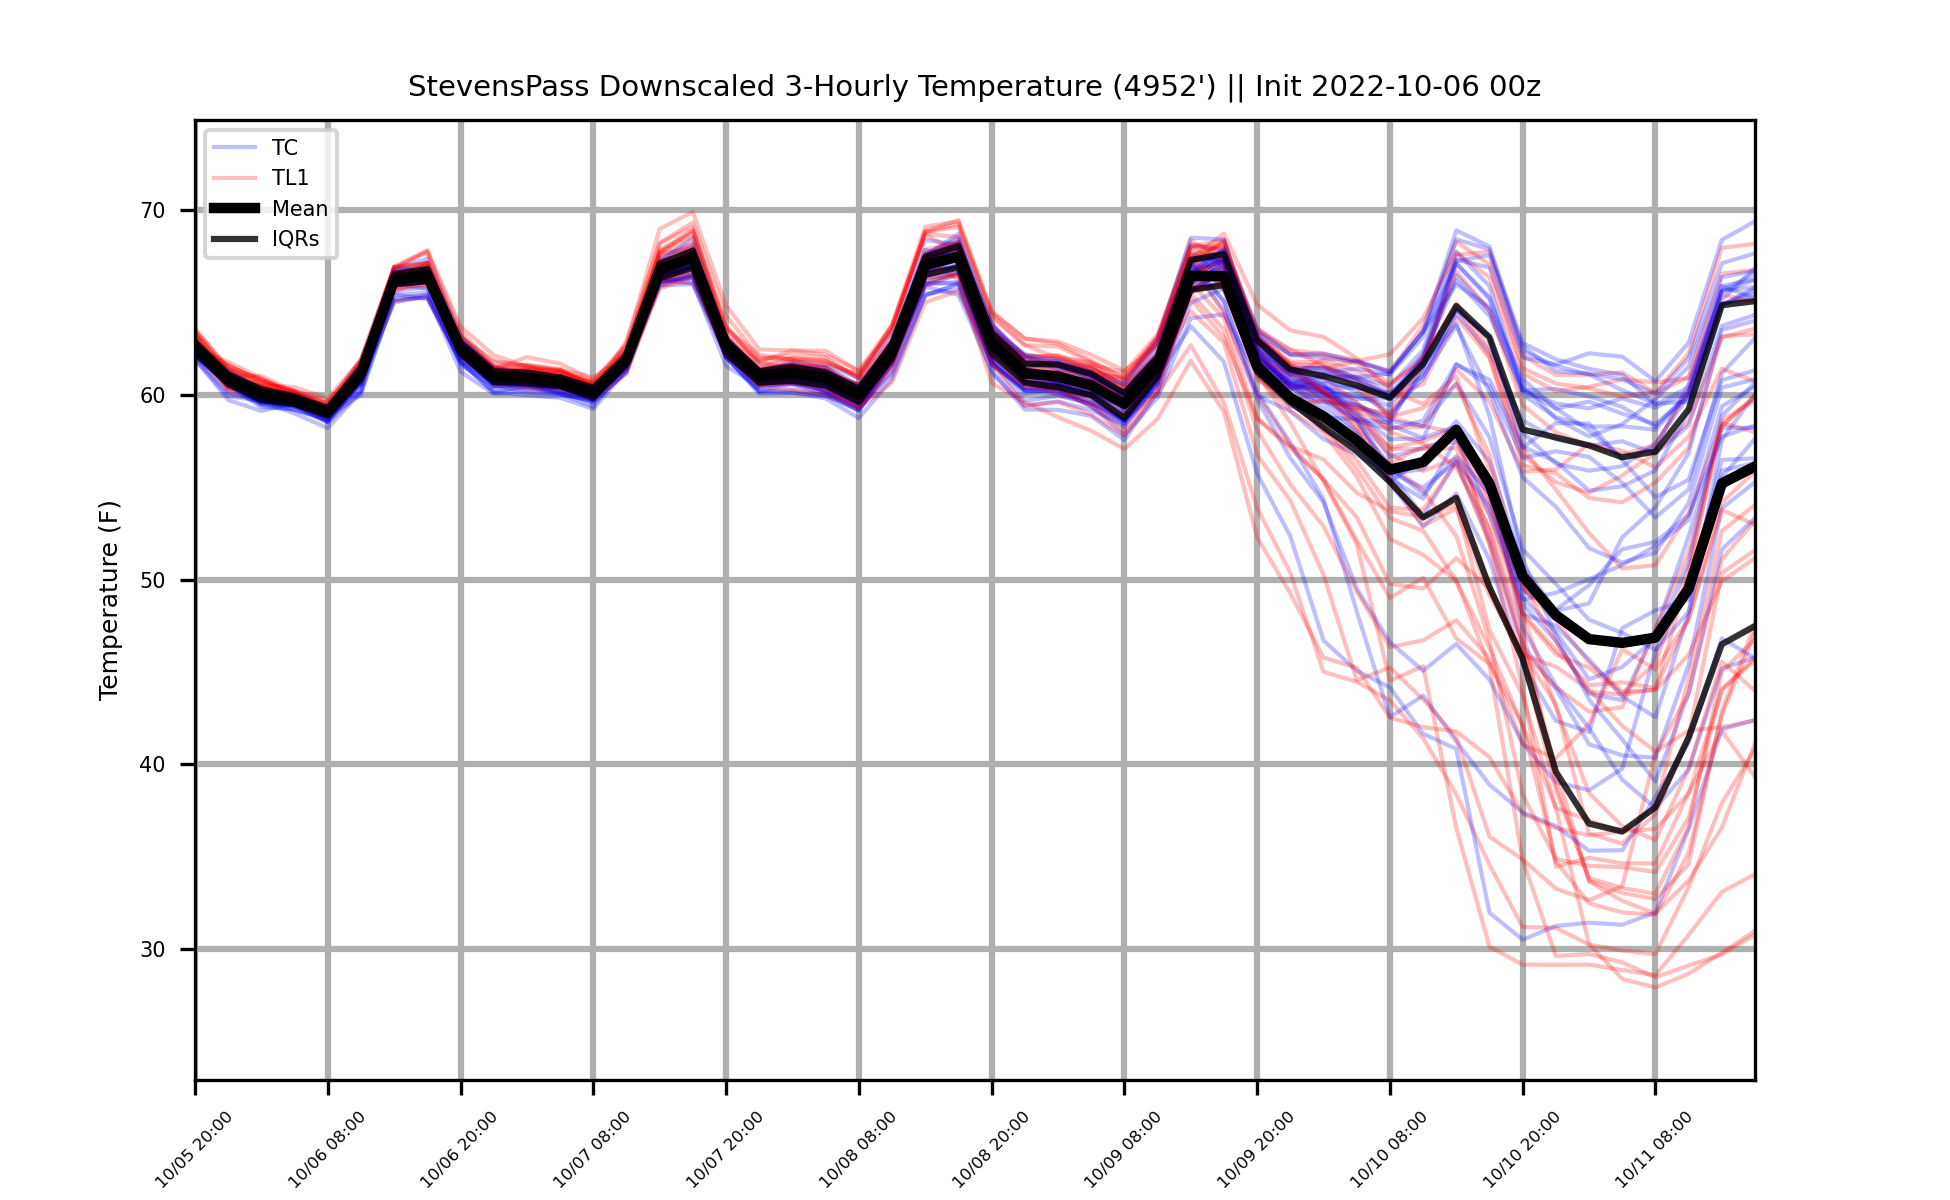 StevensPass Downscaled 3-Hourly Temperature (4952') || Init 2022-10-06 00z
TC
TL1
Mean
IQRs
Temperature (F)
70
60
50
40
30
10/05 20:00
10/06 08:00
10/06 20:00
10/07 08:00
10/07 20:00
10/08 08:00
10/08 20:00
10/09 08:00
10/09 20:00
10/10 08:00
10/10 20:00
10/11 08:00